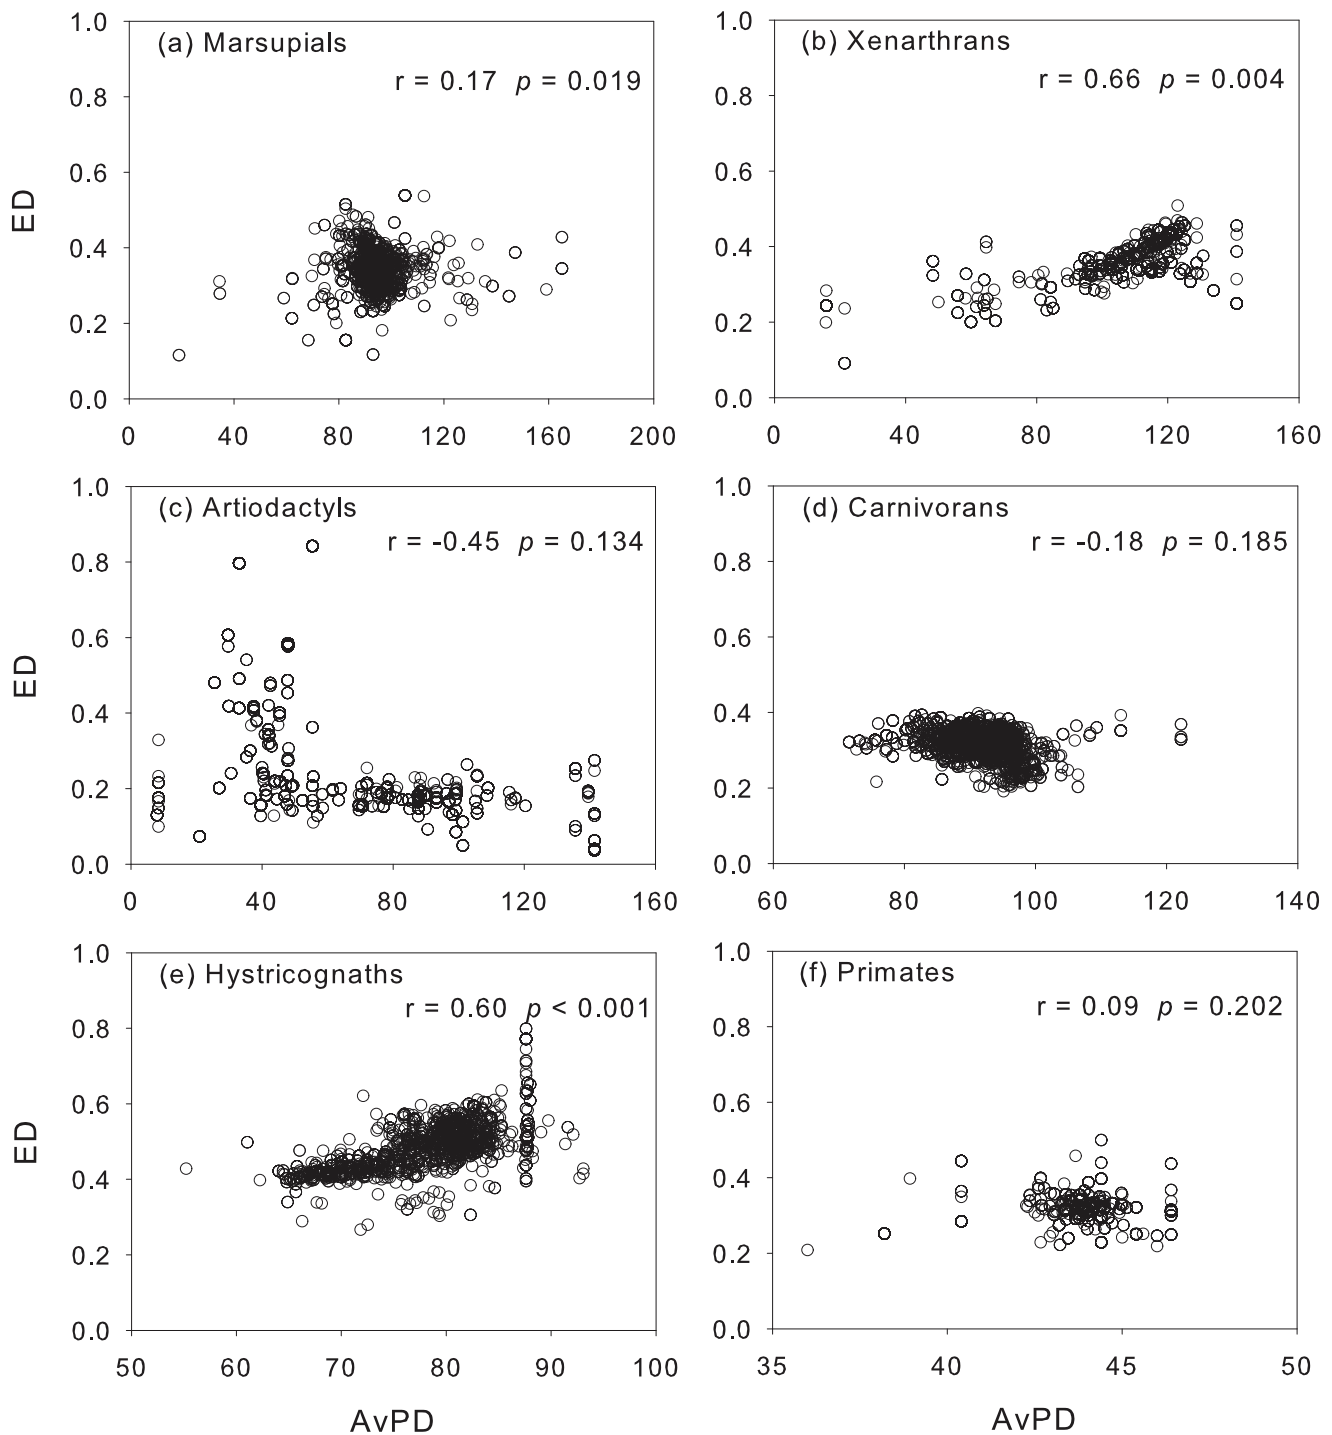 (a) Marsupials
r = 0.17 p = 0.019
ED
1.0
0.8
0.6
0.4
0.2
0.0
0 40 80 120 160 200
(b) Xenarthrans
r = 0.66 p = 0.004
1.0
0.8
0.6
0.4
0.2
0.0
0 40 80 120 160
(c) Artiodactyls
r = -0.45 p = 0.134
ED
1.0
0.8
0.6
0.4
0.2
0.0
0 40 80 120 160
(d) Carnivorans
r = -0.18 p = 0.185
1.0
0.8
0.6
0.4
0.2
0.0
60 80 100 120 140
(e) Hystricognaths
r = 0.60 p < 0.001
ED
1.0
0.8
0.6
0.4
0.2
0.0
50 60 70 80 90 100
AvPD
(f) Primates
r = 0.09 p = 0.202
1.0
0.8
0.6
0.4
0.2
0.0
35 40 45 50
AvPD